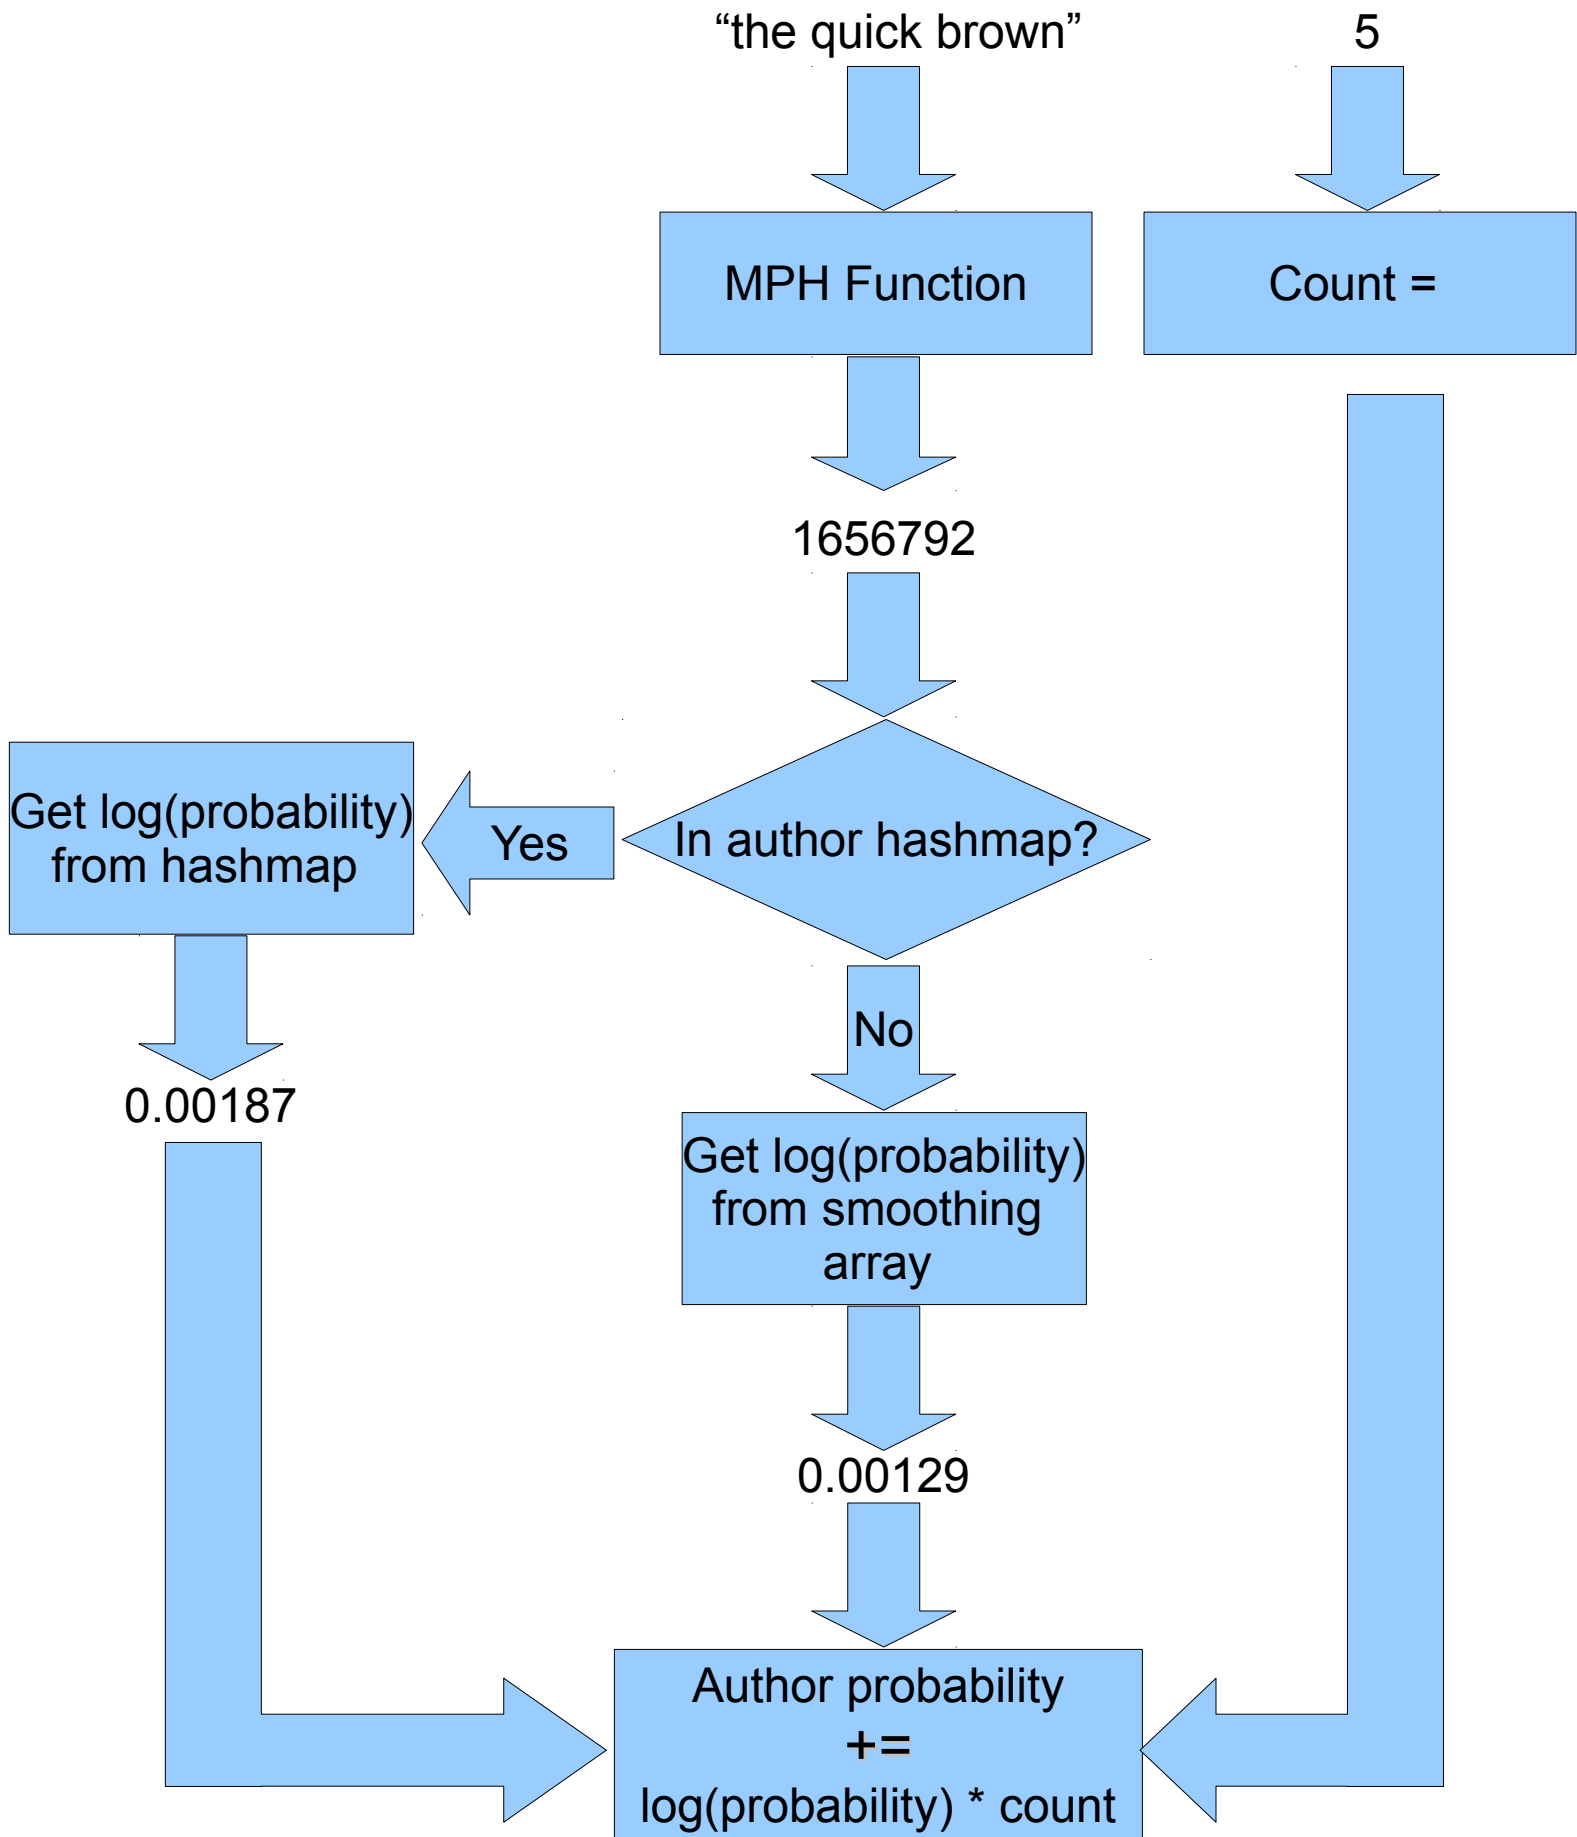 “the quick brown”
5
MPH Function
Count =
1656792
In author hashmap?
Yes
Get log(probability)
from hashmap
0.00187
No
Get log(probability)
from smoothing
array
0.00129
Author probability
+=
log(probability) * count